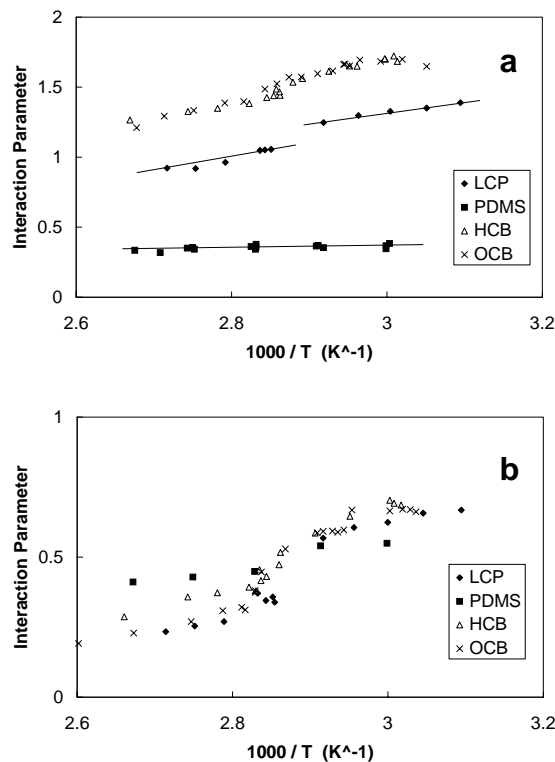 a
2
1.5
1
0.5
0
Interaction Parameter
LCP
PDMS
HCB
OCB
2.6 2.8 3 3.2
1000 / T (K^-1)
b
1
0.5
0
Interaction Parameter
LCP
PDMS
HCB
OCB
2.6 2.8 3 3.2
1000 / T (K^-1)